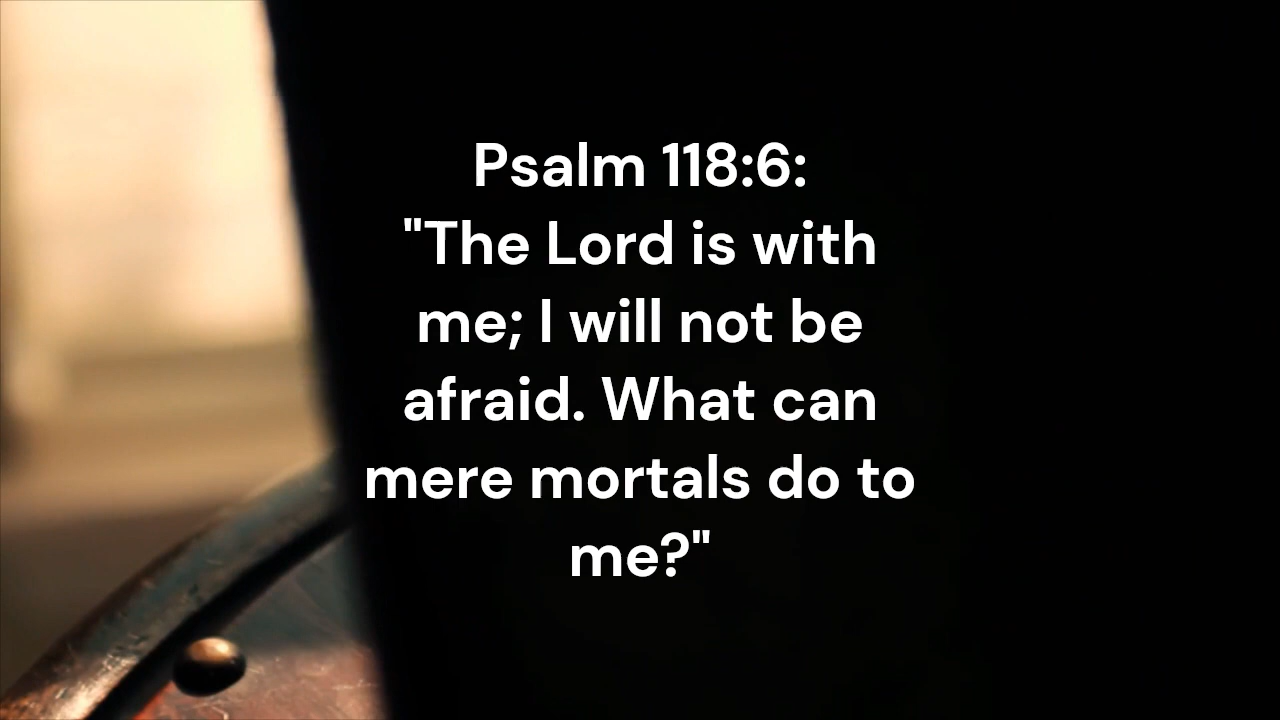 Psalm 118:6:
"The Lord is with
me; I will not be
afraid. What can
mere mortals do to
me?"